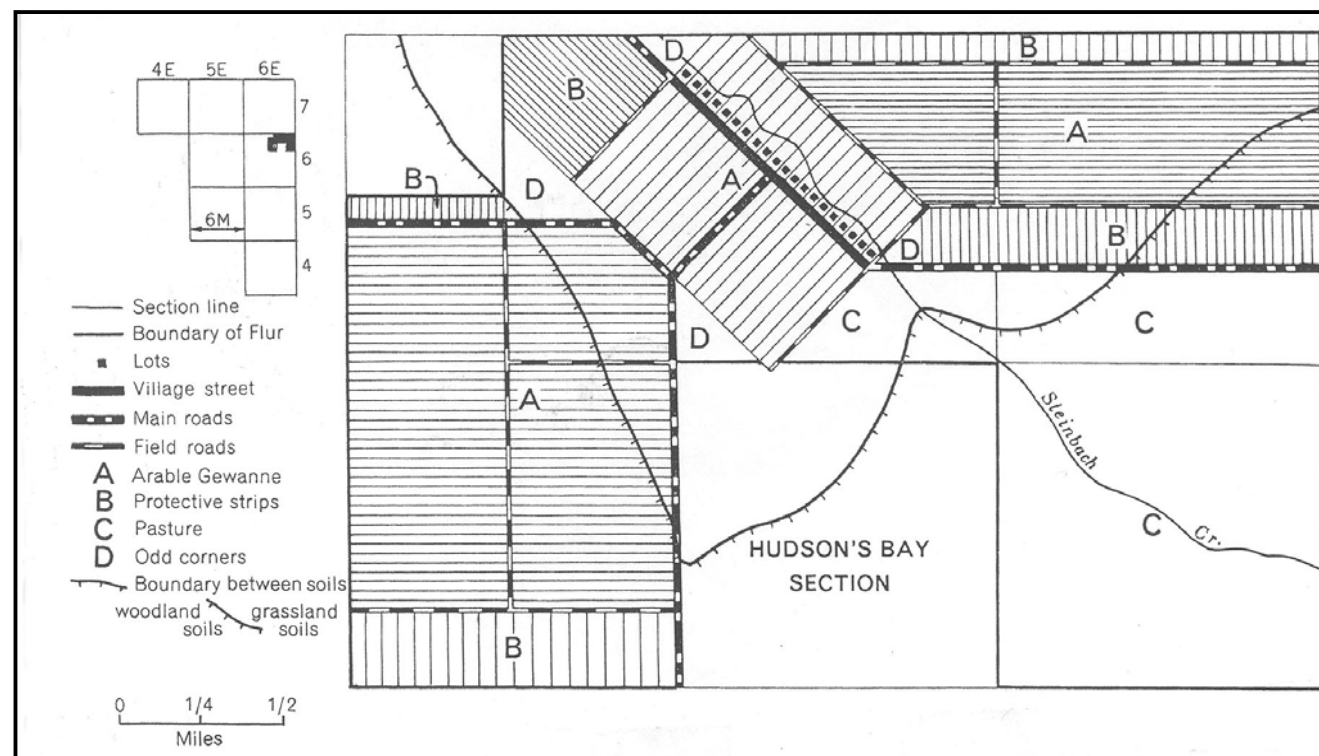 4E 5E 6E
7
6
5
4
6M
Section line
Boundary of Flur
Lots
Village street
Main roads
Field roads
A Arable Gewanne
B Protective strips
C Pasture
D Odd corners
Boundary between soils
woodland grassland
soils soils
0 1/4 1/2
Miles
D
B
B
A
A
B
D
B
D
C
C
D
A
Steinbach
Cr.
C
HUDSON'S BAY
SECTION
B